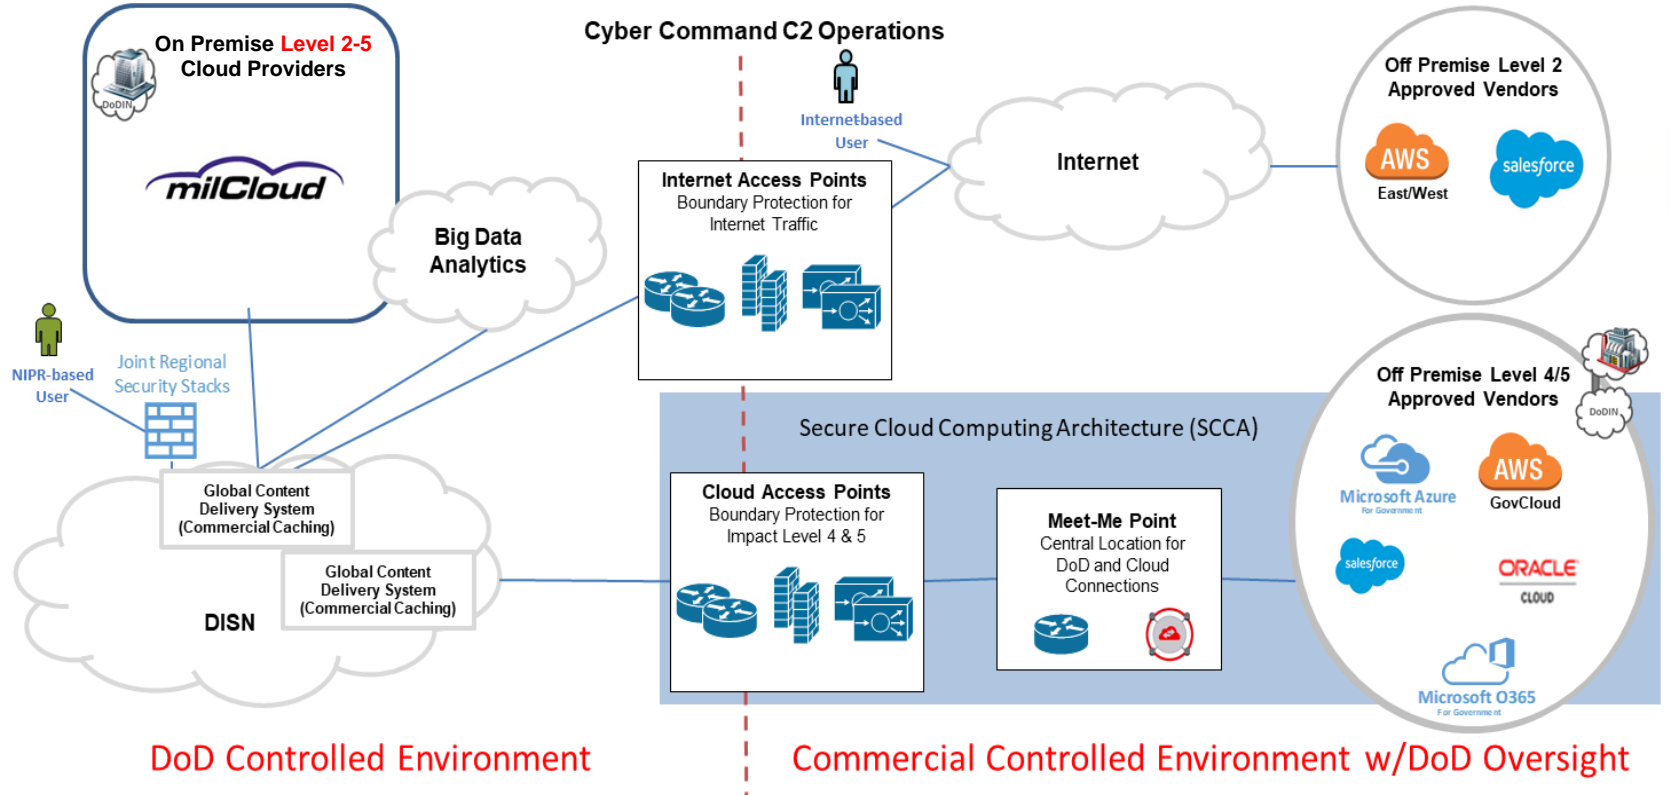 On Premise Level 2-5
Cloud Providers
DoDIN
milCloud
Cyber Command C2 Operations
Internet-based
User
Internet
Off Premise Level 2
Approved Vendors
AWS
East/West
salesforce
Big Data
Analytics
Internet Access Points
Boundary Protection for
Internet Traffic
NIPR-based
User
Joint Regional
Security Stacks
Off Premise Level 4/5
Approved Vendors
DoDIN
Microsoft Azure
For Government
AWS
GovCloud
salesforce
ORACLE
CLOUD
Microsoft O365
For Government
Secure Cloud Computing Architecture (SCCA)
Global Content
Delivery System
(Commercial Caching)
Global Content
Delivery System
(Commercial Caching)
DISN
Cloud Access Points
Boundary Protection for
Impact Level 4 & 5
Meet-Me Point
Central Location for
DoD and Cloud
Connections
DoD Controlled Environment
Commercial Controlled Environment w/DoD Oversight